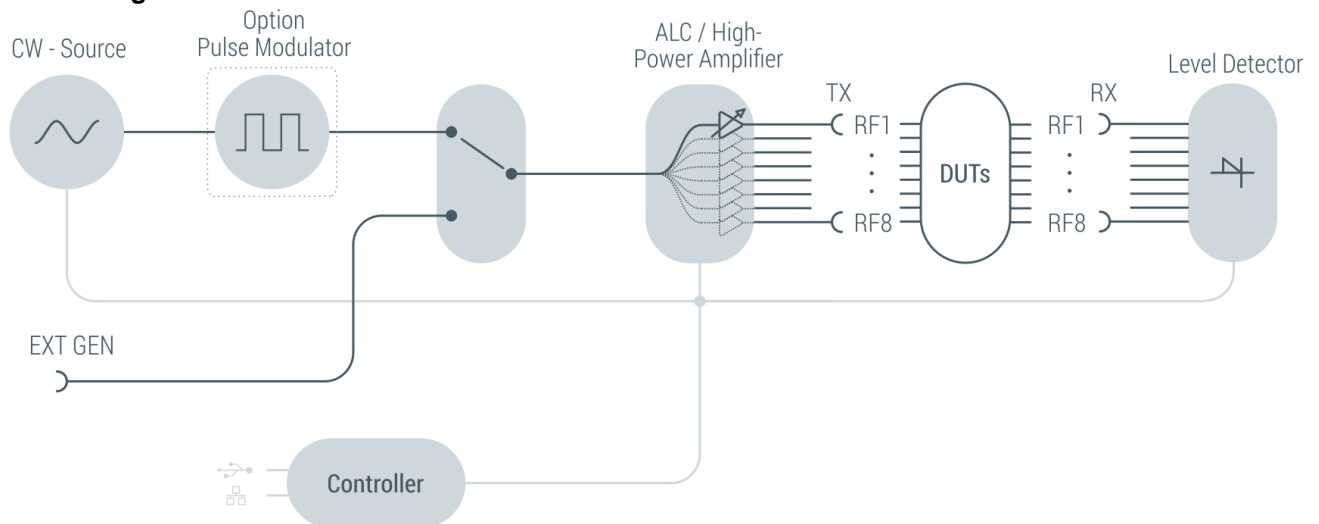 Option
CW - Source
Pulse Modulator
ALC / High-
Power Amplifier
Level Detector
TX
RX
RF1
RF1
DUTs
RF8
RF8
EXT GEN
Controller